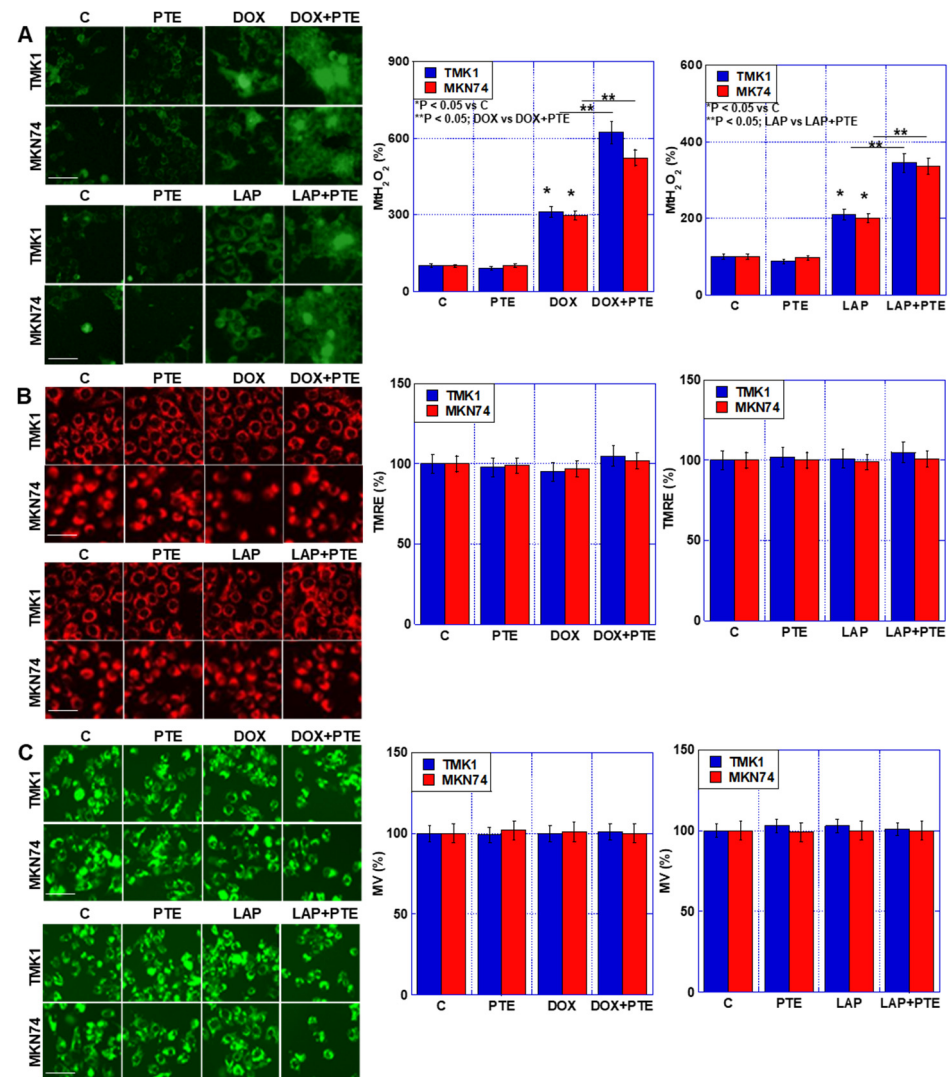 A
C PTE DOX DOX+PTE
TMK1
MKN74
C PTE LAP LAP+PTE
TMK1
MKN74
900
600
300
0
MtH2O2 (%)
TMK1
MKN74
*P < 0.05 vs C
**P < 0.05; DOX vs DOX+PTE
**
**
* *
C PTE DOX DOX+PTE
600
400
200
0
MtH2O2 (%)
TMK1
MK74
*P < 0.05 vs C
**P < 0.05; LAP vs LAP+PTE
**
**
* *
C PTE LAP LAP+PTE
B
C PTE DOX DOX+PTE
TMK1
MKN74
C PTE LAP LAP+PTE
TMK1
MKN74
150
100
50
0
TMRE (%)
TMK1
MKN74
C PTE DOX DOX+PTE
150
100
50
0
TMRE (%)
TMK1
MKN74
C PTE LAP LAP+PTE
C
C PTE DOX DOX+PTE
TMK1
MKN74
C PTE LAP LAP+PTE
TMK1
MKN74
150
100
50
0
MV (%)
TMK1
MKN74
C PTE DOX DOX+PTE
150
100
50
0
MV (%)
TMK1
MKN74
C PTE LAP LAP+PTE